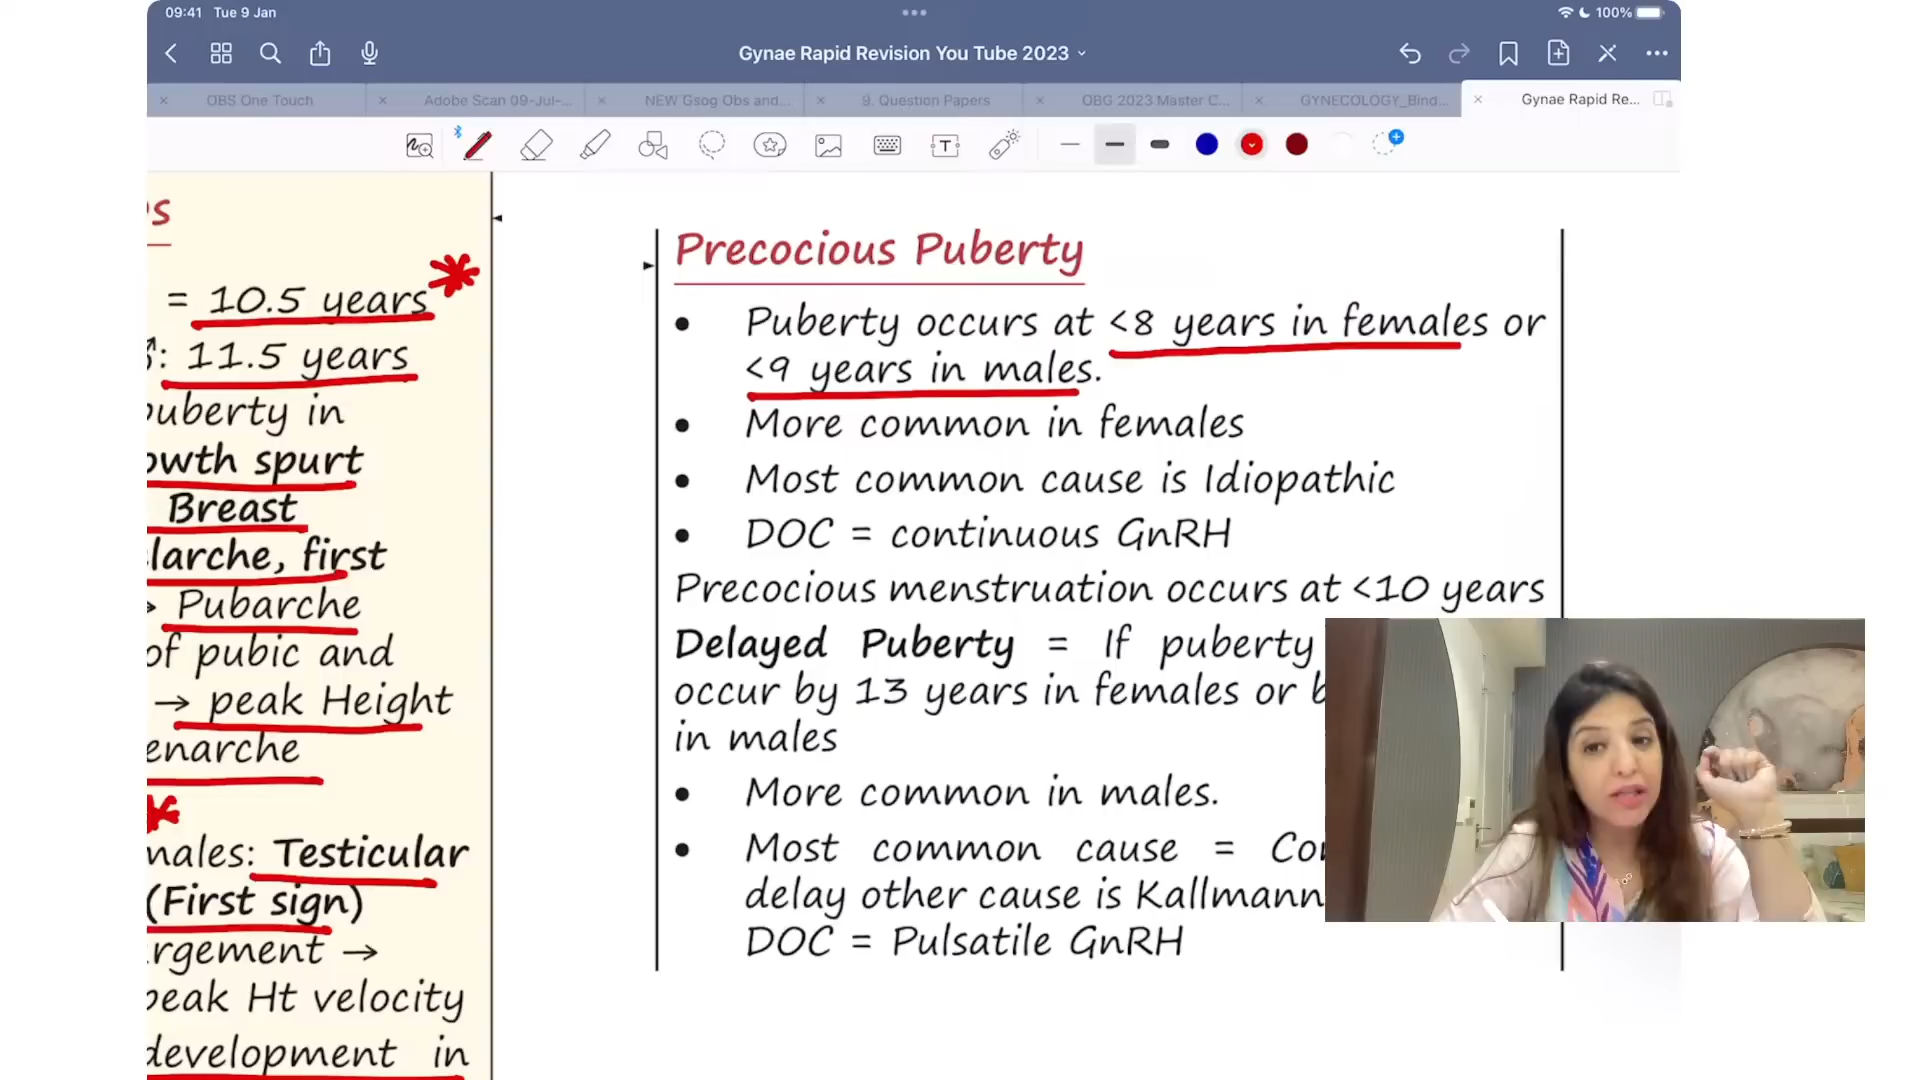 09:41 Tue 9 Jan
100%
Gynae Rapid Revision You Tube 2023
OBS One Touch
Adobe Scan 09-Jul-...
NEW Gsog Obs and...
9. Question Papers
OBG 2023 Master C...
GYNECOLOGY_Bind...
Gynae Rapid Re...
= 10.5 years
: 11.5 years
puberty in
owth spurt
Breast
larche, first
→ Pubarche
of pubic and
→ peak Height
enarche
males: Testicular
(First sign)
rgement →
peak Ht velocity
development in
Precocious Puberty
• Puberty occurs at <8 years in females or
<9 years in males.
• More common in females
• Most common cause is Idiopathic
• DOC = continuous GnRH
Precocious menstruation occurs at <10 years
Delayed Puberty = If puberty
occur by 13 years in females or b
in males
• More common in males.
• Most common cause = Con
delay other cause is Kallmann
DOC = Pulsatile GnRH